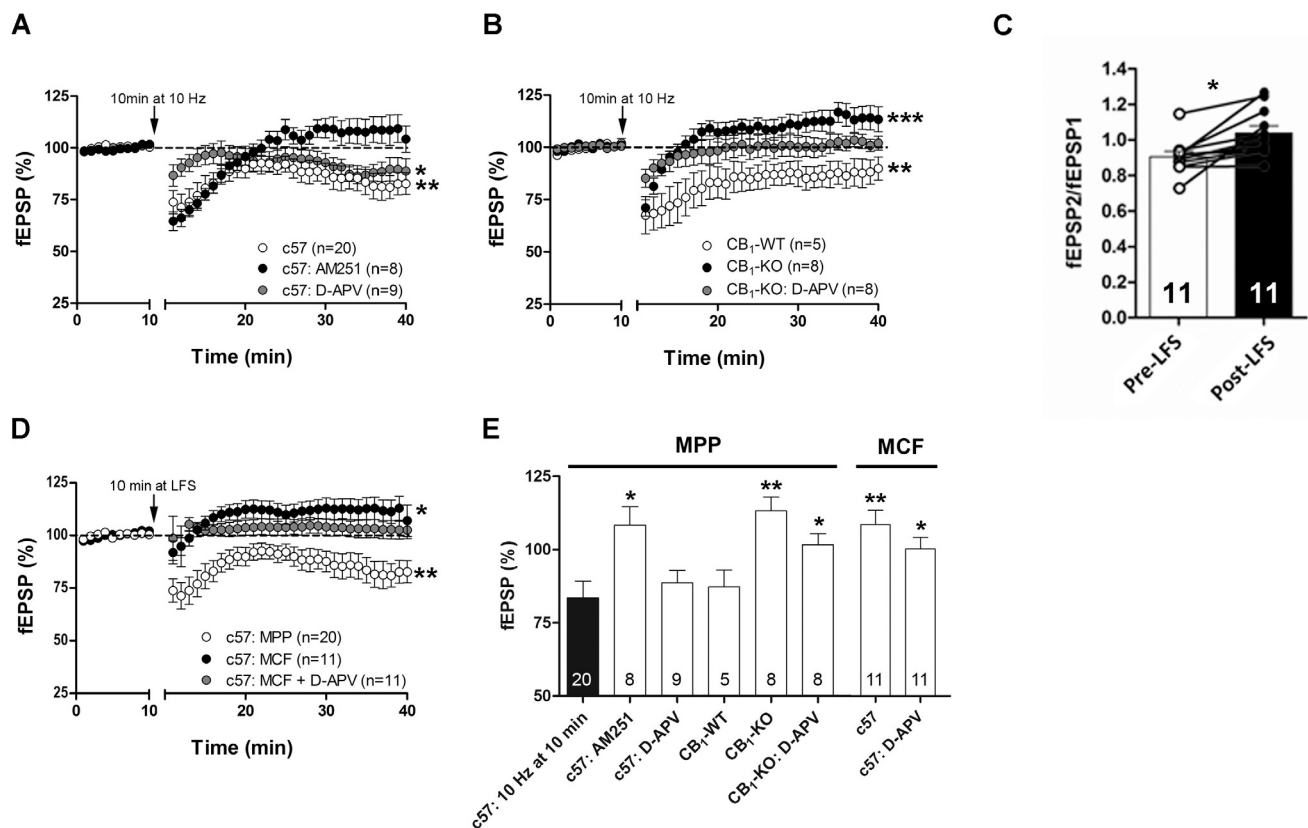 A
10min at 10 Hz
fEPSP (%)
125
100
75
50
25
c57 (n=20)
c57: AM251 (n=8)
c57: D-APV (n=9)
*
**
0
10
20
30
40
Time (min)
B
10min at 10 Hz
fEPSP (%)
125
100
75
50
25
CB1-WT (n=5)
CB1-KO (n=8)
CB1-KO: D-APV (n=8)
***
**
0
10
20
30
40
Time (min)
C
fEPSP2/fEPSP1
1.4
1.2
1.0
0.8
0.6
0.4
0.2
0.0
*
11
11
Pre-LFS
Post-LFS
D
10 min at LFS
fEPSP (%)
125
100
75
50
25
c57: MPP (n=20)
c57: MCF (n=11)
c57: MCF + D-APV (n=11)
*
**
0
10
20
30
40
Time (min)
E
MPP
MCF
fEPSP (%)
125
100
75
50
*
**
*
**
*
20
8
9
5
8
8
11
11
c57: 10 Hz at 10 min
c57: AM251
c57: D-APV
CB1-WT
CB1-KO
CB1-KO: D-APV
c57
c57: D-APV